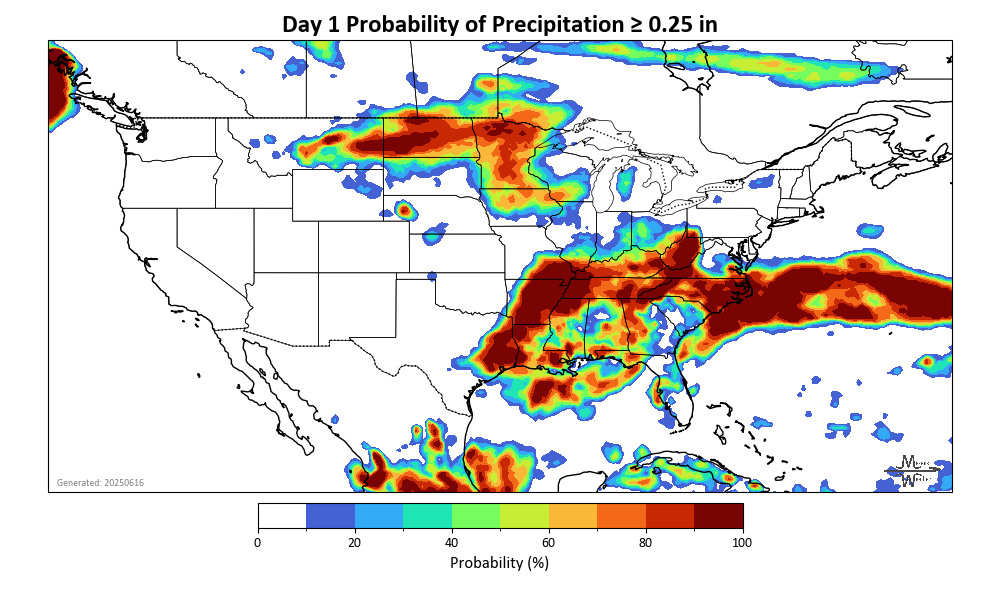 Day 1 Probability of Precipitation ≥ 0.25 in
Generated: 20250616
0 20 40 60 80 100
Probability (%)